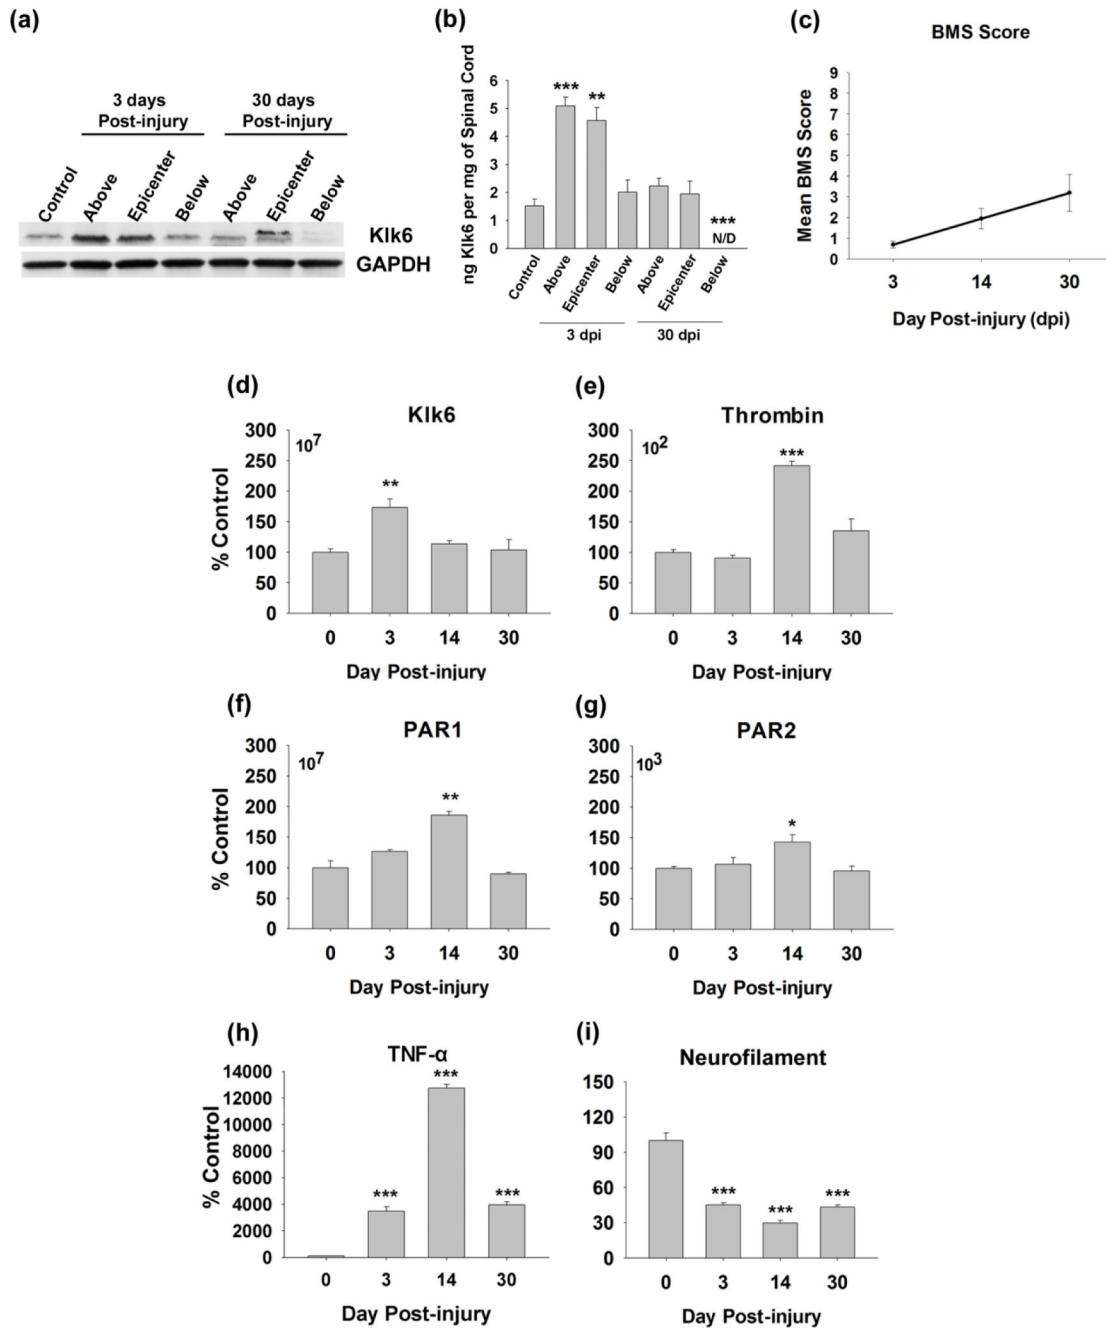 (a)
3 days
Post-injury
30 days
Post-injury
Control
Above
Epicenter
Below
Above
Epicenter
Below
Klk6
GAPDH
(b)
ng Klk6 per mg of Spinal Cord
6
5
4
3
2
1
0
***
**
***
N/D
Control
Above
Epicenter
Below
Above
Epicenter
Below
3 dpi
30 dpi
(c)
BMS Score
Mean BMS Score
9
8
7
6
5
4
3
2
1
0
3 14 30
Day Post-injury (dpi)
(d)
Klk6
% Control
300
250
200
150
100
50
0
10⁷
**
0 3 14 30
Day Post-injury
(e)
Thrombin
300
250
200
150
100
50
0
10²
***
0 3 14 30
Day Post-injury
(f)
PAR1
% Control
300
250
200
150
100
50
0
10⁷
**
0 3 14 30
Day Post-injury
(g)
PAR2
300
250
200
150
100
50
0
10³
*
0 3 14 30
Day Post-injury
(h)
TNF-α
% Control
14000
12000
10000
8000
6000
4000
2000
0
***
***
***
0 3 14 30
Day Post-injury
(i)
Neurofilament
150
120
90
60
30
0
***
***
***
0 3 14 30
Day Post-injury